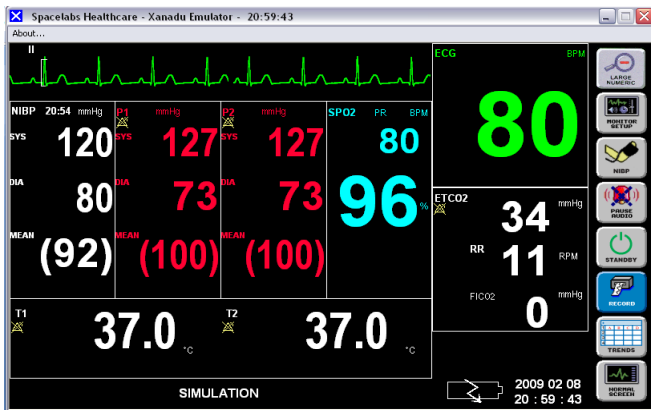 Spacelabs Healthcare - Xanadu Emulator - 20:59:43
About...
II
ECG BPM
80
NIBP 20:54 mmHg
SYS 120
DIA 80
MEAN (92)
P1 mmHg
SYS 127
DIA 73
MEAN (100)
P2 mmHg
SYS 127
DIA 73
MEAN (100)
SPO2 PR BPM
80
96 %
ETCO2 34 mmHg
RR 11 RPM
FICO2 0 mmHg
T1 37.0 °C
T2 37.0 °C
SIMULATION
2009 02 08
20 : 59 : 43
LARGE NUMERIC
MONITOR SETUP
NIBP
PAUSE AUDIO
STANDBY
RECORD
TRENDS
NORMAL SCREEN